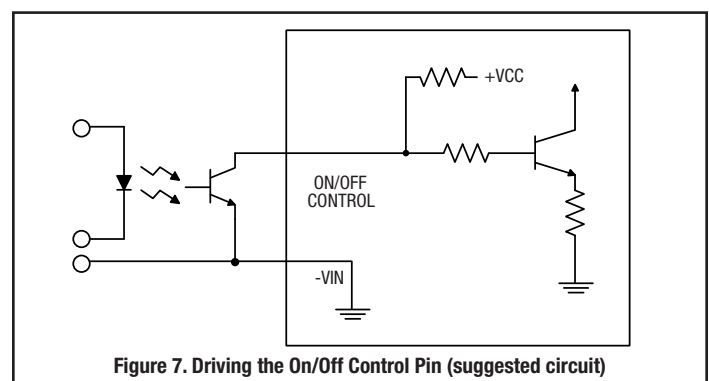 +VCC
ON/OFF
CONTROL
-VIN
Figure 7. Driving the On/Off Control Pin (suggested circuit)